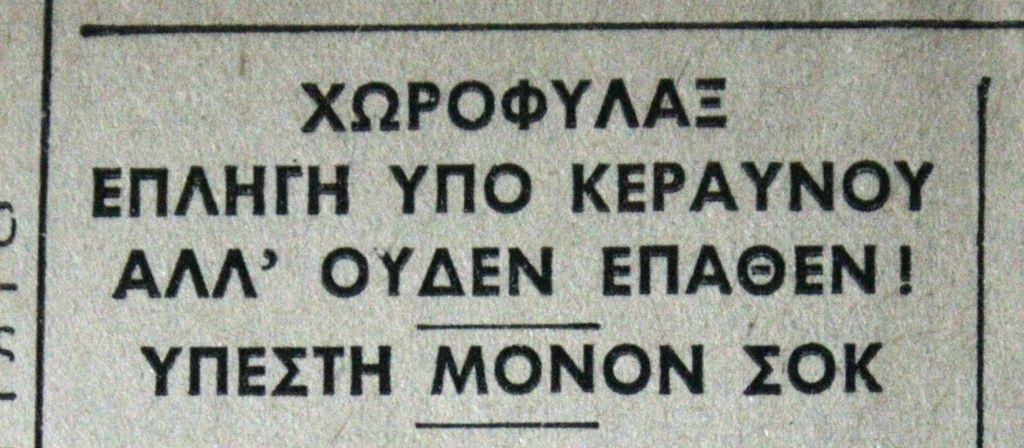 ΧΩΡΟΦΥΛΑΞ
ΕΠΛΗΓΗ ΥΠΟ ΚΕΡΑΥΝΟΥ
ΑΛΛ’ ΟΥΔΕΝ ΕΠΑΘΕΝ!
ΥΠΕΣΤΗ ΜΟΝΟΝ ΣΟΚ